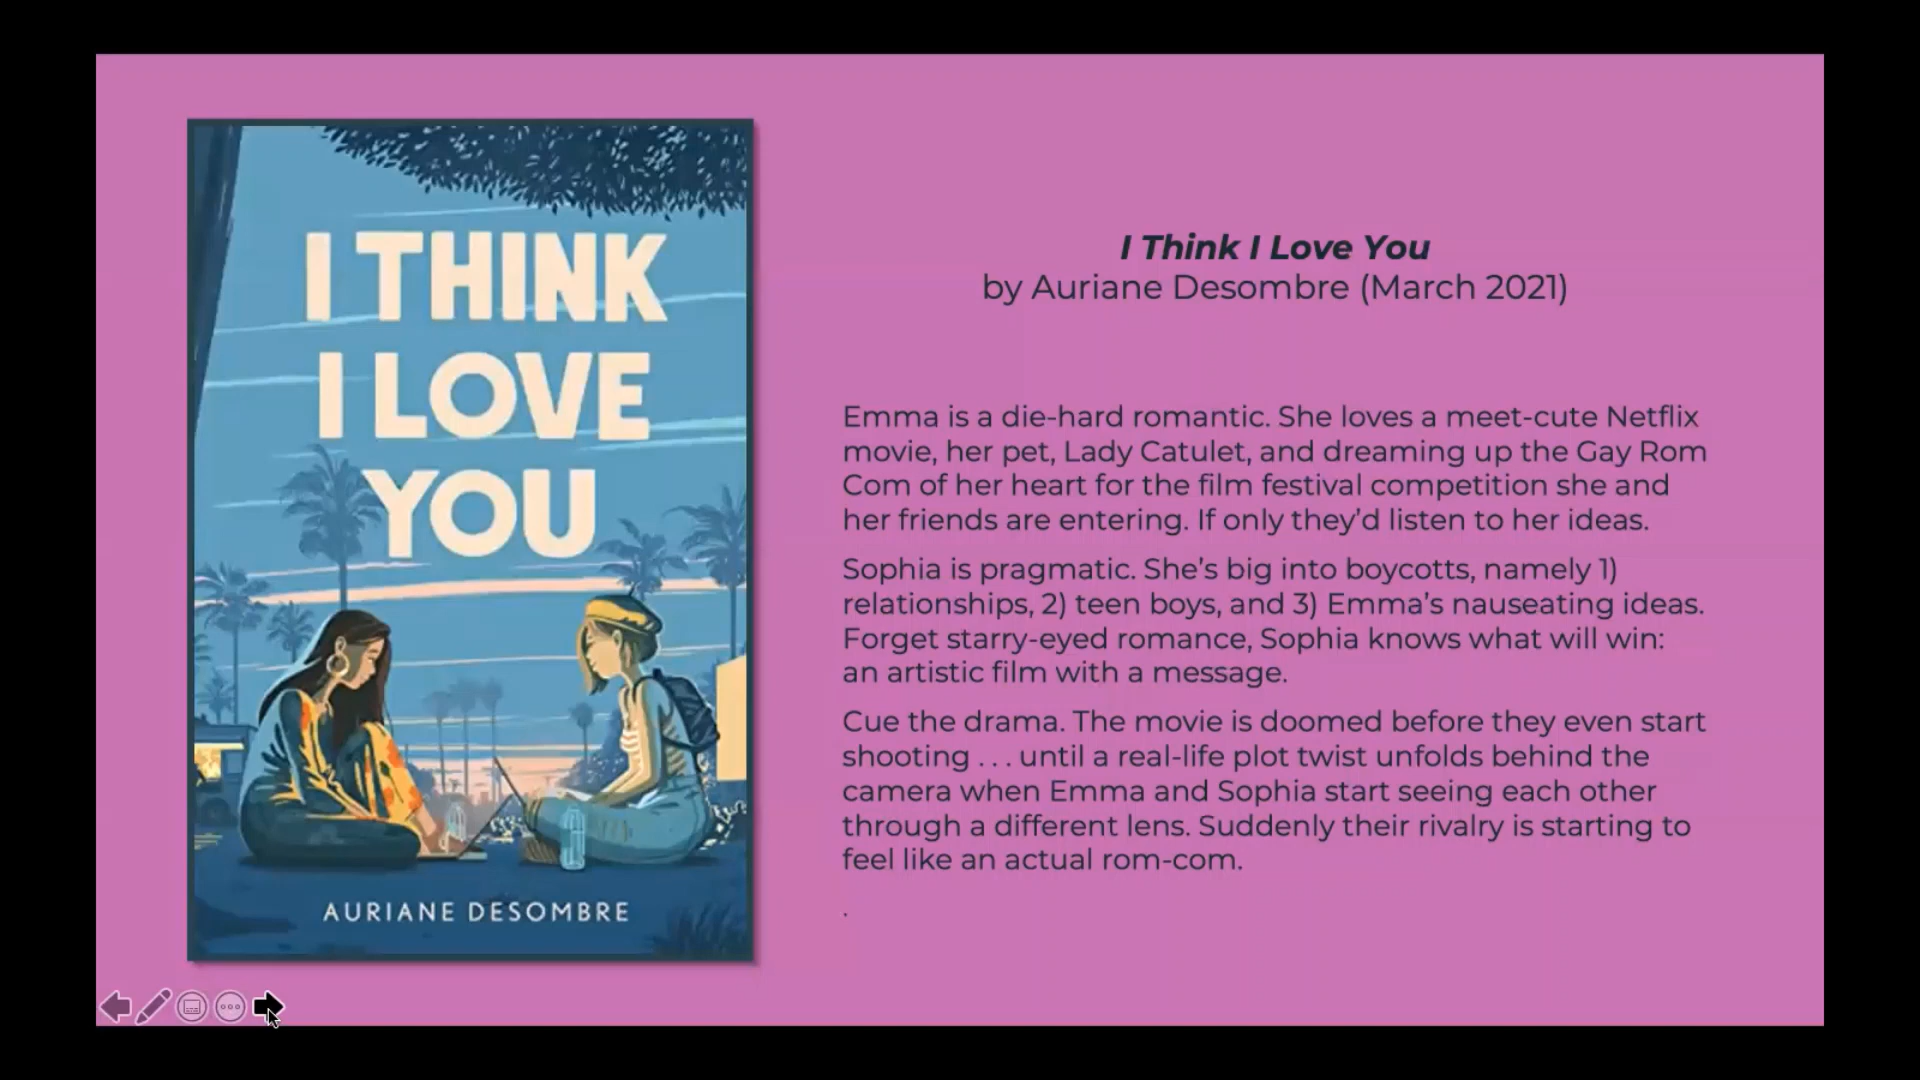 I THINK
I LOVE
YOU
AURIANE DESOMBRE
I Think I Love You
by Auriane Desombre (March 2021)
Emma is a die-hard romantic. She loves a meet-cute Netflix
movie, her pet, Lady Catulet, and dreaming up the Gay Rom
Com of her heart for the film festival competition she and
her friends are entering. If only they’d listen to her ideas.
Sophia is pragmatic. She’s big into boycotts, namely 1)
relationships, 2) teen boys, and 3) Emma’s nauseating ideas.
Forget starry-eyed romance, Sophia knows what will win:
an artistic film with a message.
Cue the drama. The movie is doomed before they even start
shooting . . . until a real-life plot twist unfolds behind the
camera when Emma and Sophia start seeing each other
through a different lens. Suddenly their rivalry is starting to
feel like an actual rom-com.
.